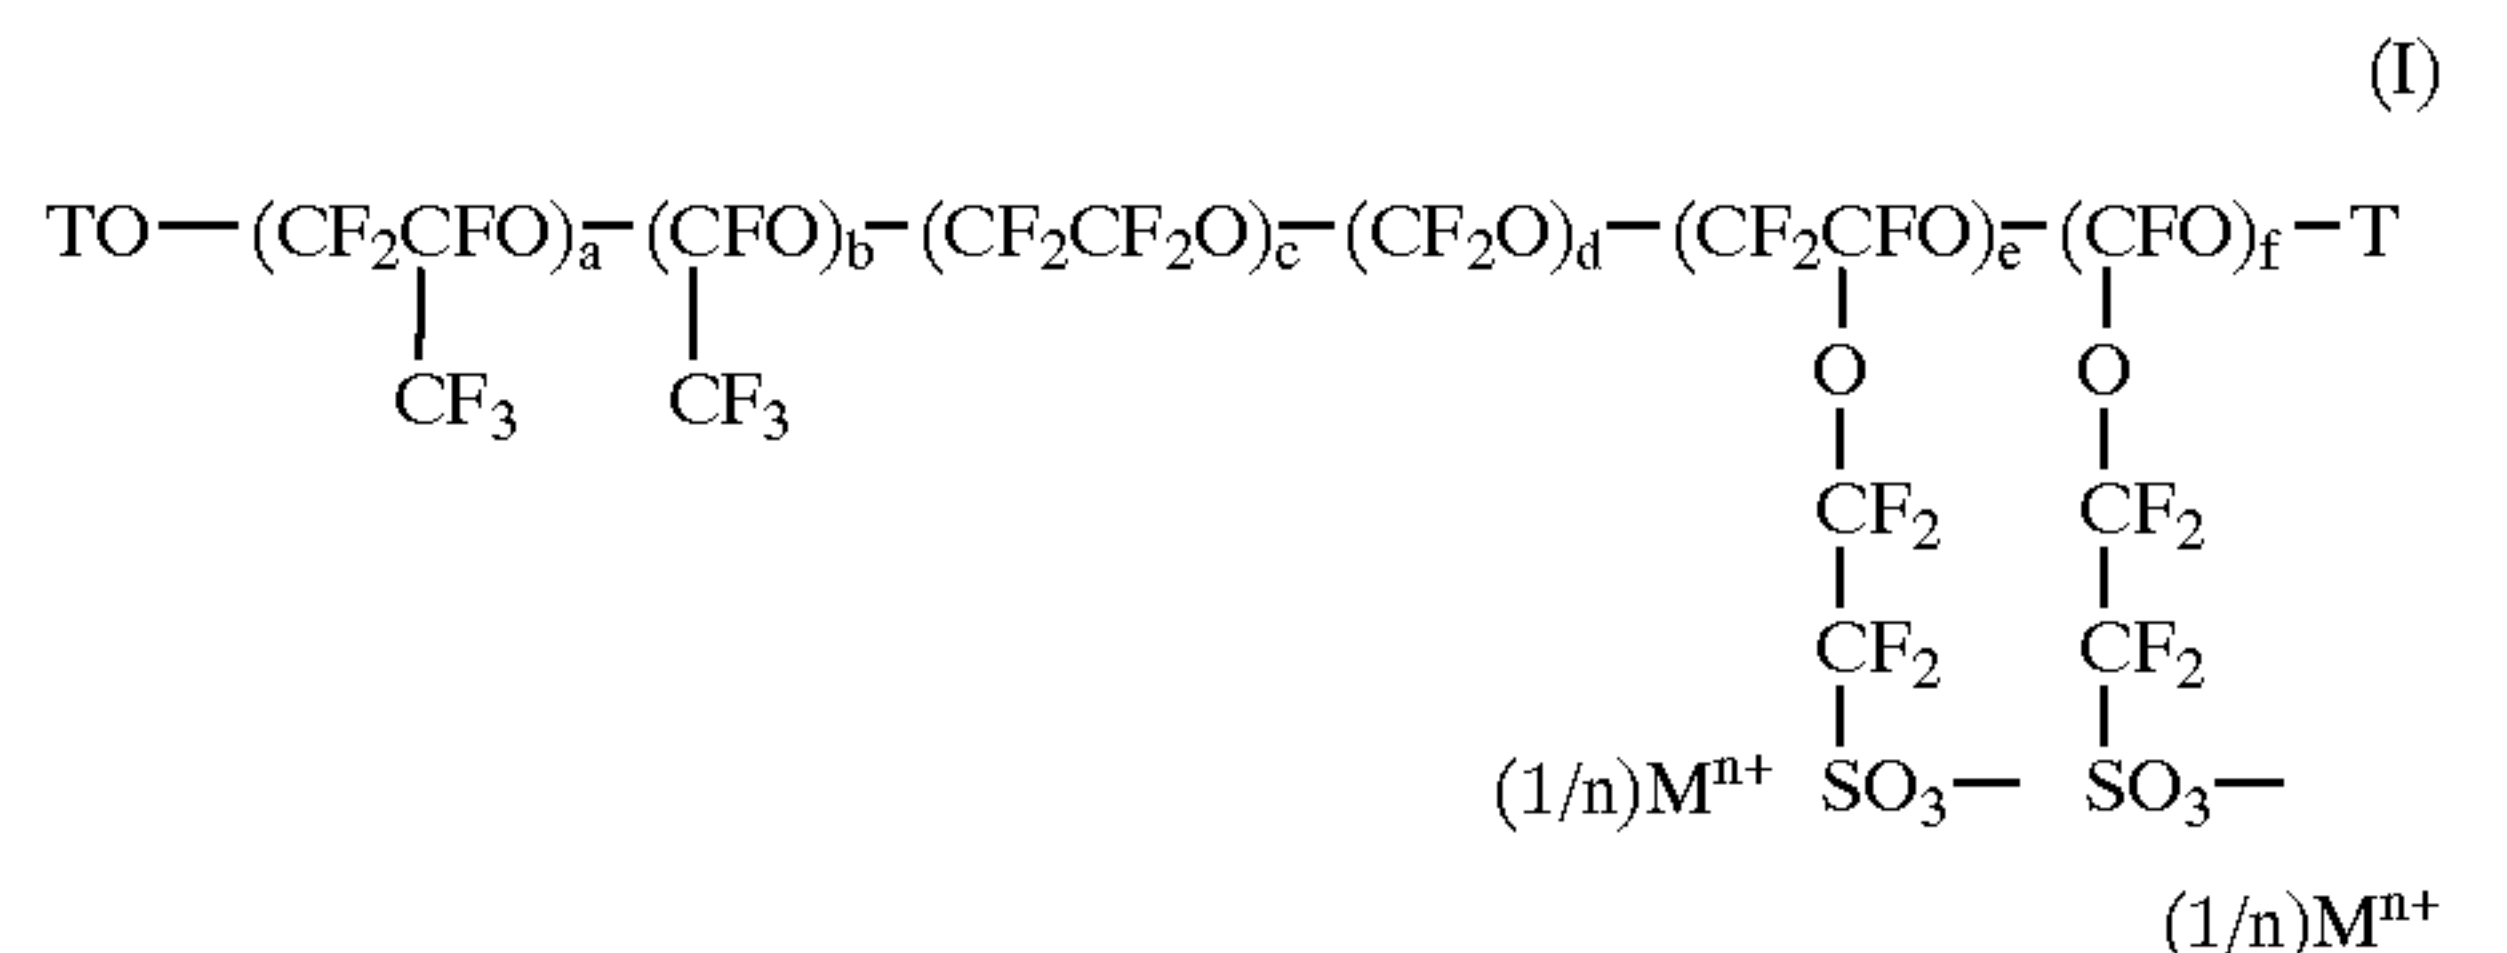 (I)
TO—(CF₂CFO)ₐ—(CFO)b—(CF₂CF₂O)c—(CF₂O)d—(CF₂CFO)e—(CFO)f—T
O O
CF₃ CF₃
CF₂ CF₂
CF₂ CF₂
(1/n)Mⁿ⁺ SO₃— SO₃—
(1/n)Mⁿ⁺